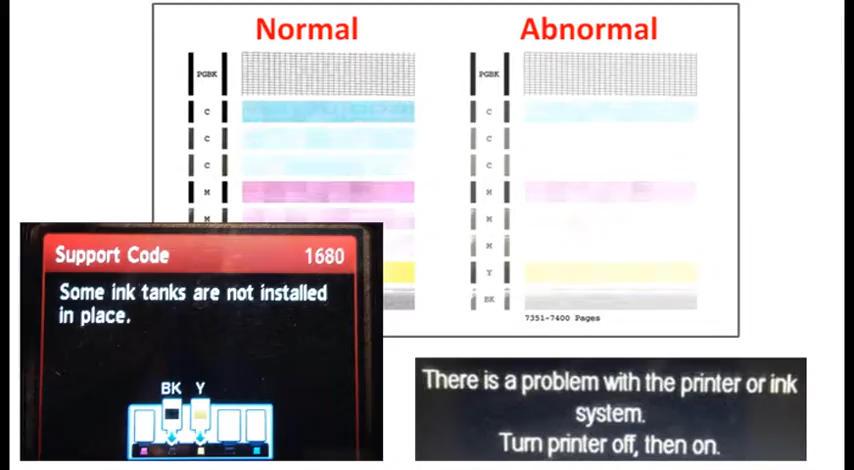 Normal
Abnormal
PGBK
C
C
C
M
M
PGBK
C
C
C
M
M
M
Y
BK
7351-7400 Pages
Support Code 1680
Some ink tanks are not installed
in place.
BK Y
There is a problem with the printer or ink
system.
Turn printer off, then on.